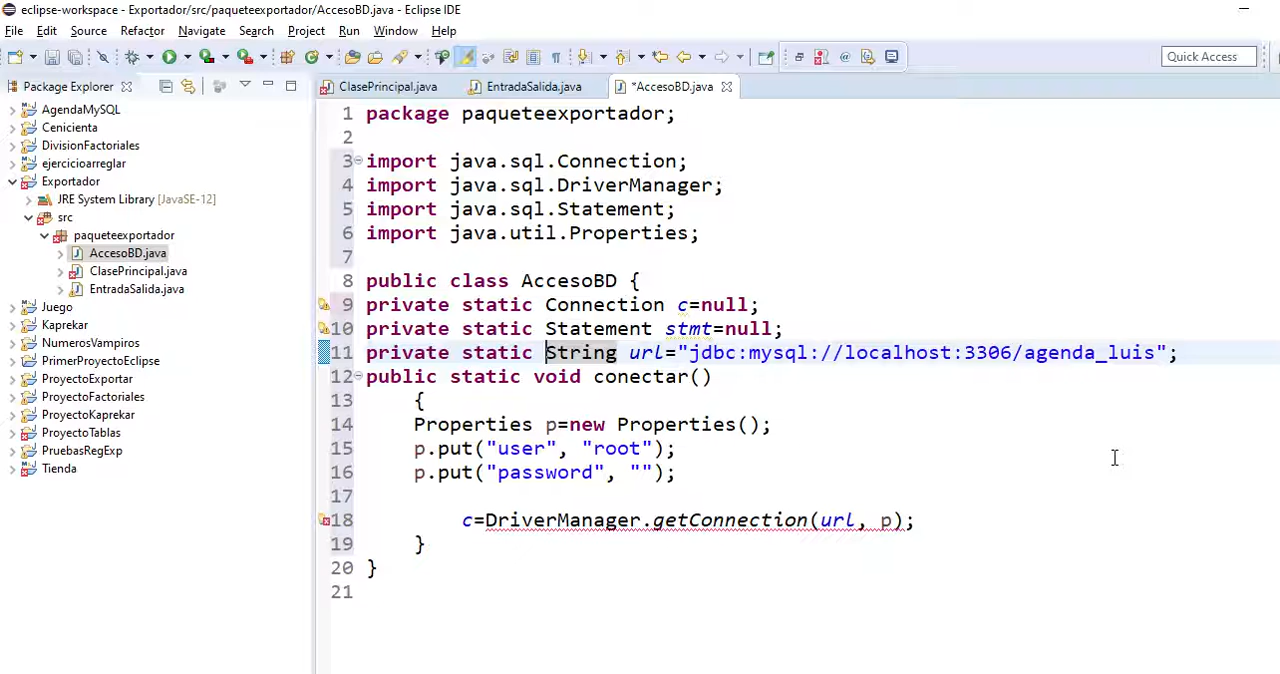 eclipse-workspace - Exportador/src/paqueteexportador/AccesoBD.java - Eclipse IDE
File Edit Source Refactor Navigate Search Project Run Window Help
Quick Access
Package Explorer
ClasePrincipal.java
EntradaSalida.java
*AccesoBD.java
AgendaMySQL
Cenicienta
DivisionFactoriales
ejercicioarreglar
Exportador
JRE System Library [JavaSE-12]
src
paqueteexportador
AccesoBD.java
ClasePrincipal.java
EntradaSalida.java
Juego
Kaprekar
NumerosVampiros
PrimerProyectoEclipse
ProyectoExportar
ProyectoFactoriales
ProyectoKaprekar
ProyectoTablas
PruebasRegExp
Tienda
1 package paqueteexportador;
2
3 import java.sql.Connection;
4 import java.sql.DriverManager;
5 import java.sql.Statement;
6 import java.util.Properties;
7
8 public class AccesoBD {
9 private static Connection c=null;
10 private static Statement stmt=null;
11 private static String url="jdbc:mysql://localhost:3306/agenda_luis";
12 public static void conectar()
13 {
14 Properties p=new Properties();
15 p.put("user", "root");
16 p.put("password", "");
17
18 c=DriverManager.getConnection(url, p);
19 }
20 }
21